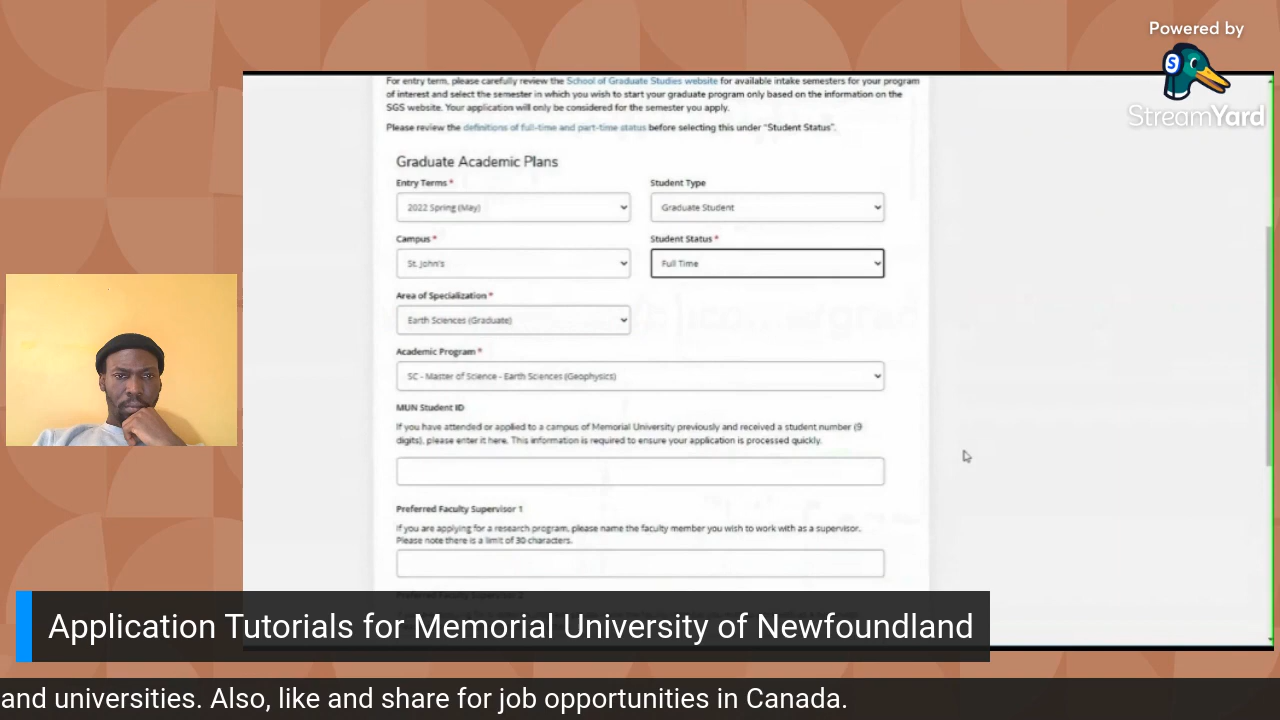 Powered by
StreamYard
For entry term, please carefully review the School of Graduate Studies website for available intake semesters for your program
of interest and select the semester in which you wish to start your graduate program only based on the information on the
SGS website. Your application will only be considered for the semester you apply.
Please review the definitions of full-time and part-time status before selecting this under "Student Status".
Graduate Academic Plans
Entry Terms *
Student Type
2022 Spring (May)
Graduate Student
Campus *
Student Status *
St. John's
Full Time
Area of Specialization *
Earth Sciences (Graduate)
Academic Program *
SC - Master of Science - Earth Sciences (Geophysics)
MUN Student ID
If you have attended or applied to a campus of Memorial University previously and received a student number (9
digits), please enter it here. This information is required to ensure your application is processed quickly.
Preferred Faculty Supervisor 1
If you are applying for a research program, please name the faculty member you wish to work with as a supervisor.
Please note there is a limit of 30 characters.
Preferred Faculty Supervisor 2
Application Tutorials for Memorial University of Newfoundland
and universities. Also, like and share for job opportunities in Canada.